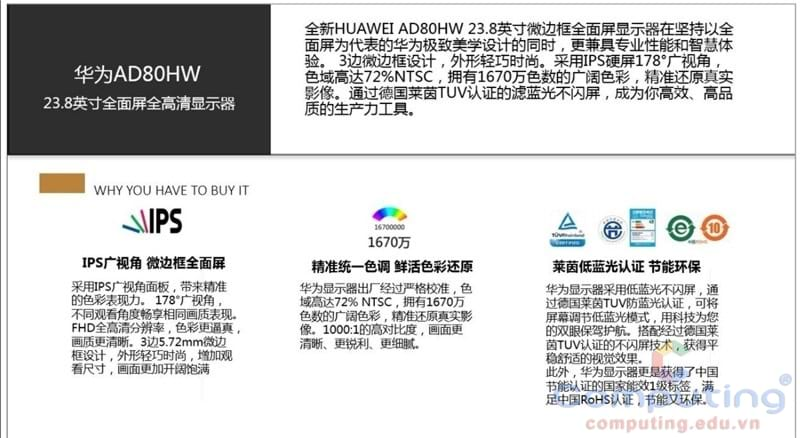 华为AD80HW
23.8英寸全面屏全高清显示器
全新HUAWEI AD80HW 23.8英寸微边框全面屏显示器在坚持以全
面屏为代表的华为极致美学设计的同时，更兼具专业性能和智慧体
验。 3边微边框设计，外形轻巧时尚。采用IPS硬屏178°广视角，
色域高达72%NTSC，拥有1670万色数的广阔色彩，精准还原真实
影像。通过德国莱茵TUV认证的滤蓝光不闪屏，成为你高效、高品
质的生产力工具。
WHY YOU HAVE TO BUY IT
IPS
IPS广视角 微边框全面屏
采用IPS广视角面板，带来精准
的色彩表现力。 178°广视角，
不同观看角度畅享相同画质表现。
FHD全高清分辨率，色彩更逼真，
画质更清晰。3边5.72mm微边
框设计，外形轻巧时尚，增加观
看尺寸，画面更加开阔饱满
16700000
1670万
精准统一色调 鲜活色彩还原
华为显示器出厂经过严格校准，色
域高达72% NTSC，拥有1670万
色数的广阔色彩，精准还原真实影
像。1000:1的高对比度，画面更
清晰、更锐利、更细腻。
TÜVRheinland
e
10
莱茵低蓝光认证 节能环保
华为显示器采用低蓝光不闪屏，通
过德国莱茵TUV防蓝光认证，可将
屏幕调节低蓝光模式，用科技为您
的双眼保驾护航。搭配经过德国莱
茵TUV认证的不闪屏技术，获得平
稳舒适的视觉效果。
此外，华为显示器更是获得了中国
节能认证的国家能效1级标签，满
足中国RoHS认证，节能又环保。
Computing
computing.edu.vn